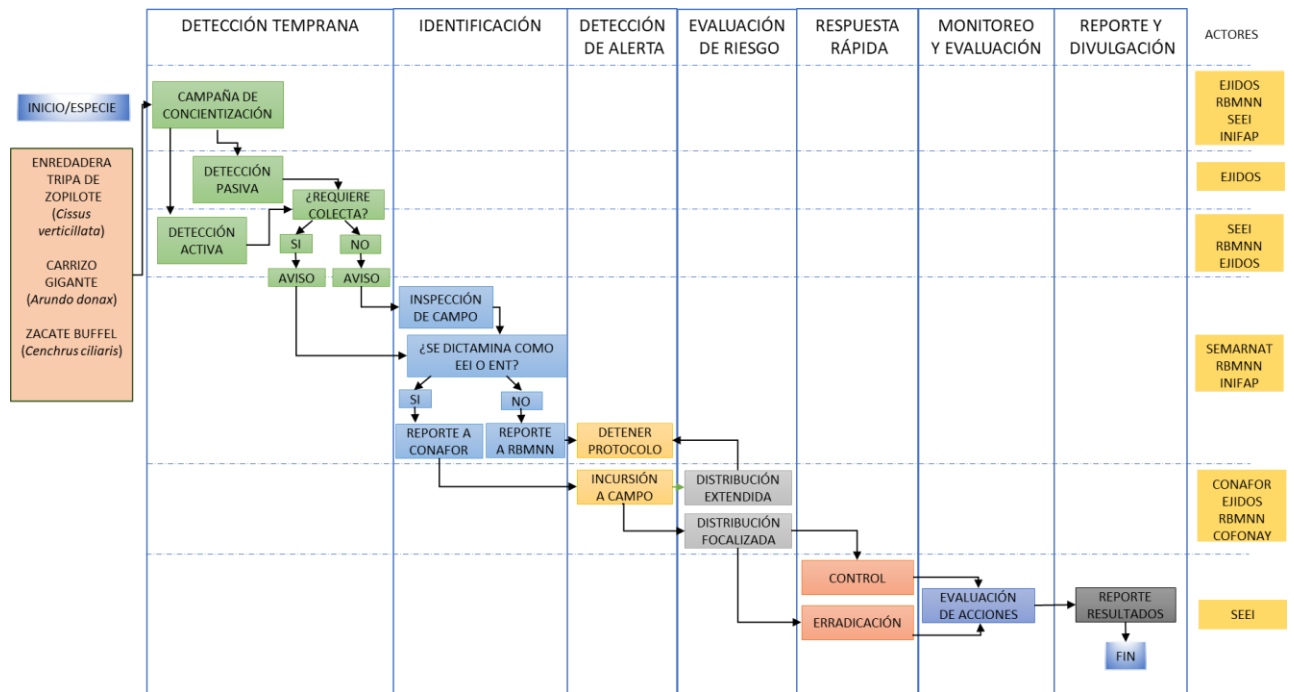 DETECCIÓN TEMPRANA
IDENTIFICACIÓN
DETECCIÓN
DE ALERTA
EVALUACIÓN
DE RIESGO
RESPUESTA
RÁPIDA
MONITOREO
Y EVALUACIÓN
REPORTE Y
DIVULGACIÓN
ACTORES
INICIO/ESPECIE
ENREDADERA
TRIPA DE
ZOPILOTE
(Cissus
verticillata)
CARRIZO
GIGANTE
(Arundo donax)
ZACATE BUFFEL
(Cenchrus ciliaris)
CAMPAÑA DE
CONCIENTIZACIÓN
EJIDOS
RBMNN
SEEI
INIFAP
DETECCIÓN
PASIVA
EJIDOS
¿REQUIERE
COLECTA?
DETECCIÓN
ACTIVA
SI
NO
AVISO
AVISO
SEEI
RBMNN
EJIDOS
INSPECCIÓN
DE CAMPO
¿SE DICTAMINA COMO
EEI O ENT?
SI
NO
REPORTE A
CONAFOR
REPORTE
A RBMNN
DETENER
PROTOCOLO
SEMARNAT
RBMNN
INIFAP
INCURSIÓN
A CAMPO
DISTRIBUCIÓN
EXTENDIDA
DISTRIBUCIÓN
FOCALIZADA
CONAFOR
EJIDOS
RBMNN
COFONAY
CONTROL
ERRADICACIÓN
EVALUACIÓN
DE ACCIONES
REPORTE
RESULTADOS
FIN
SEEI